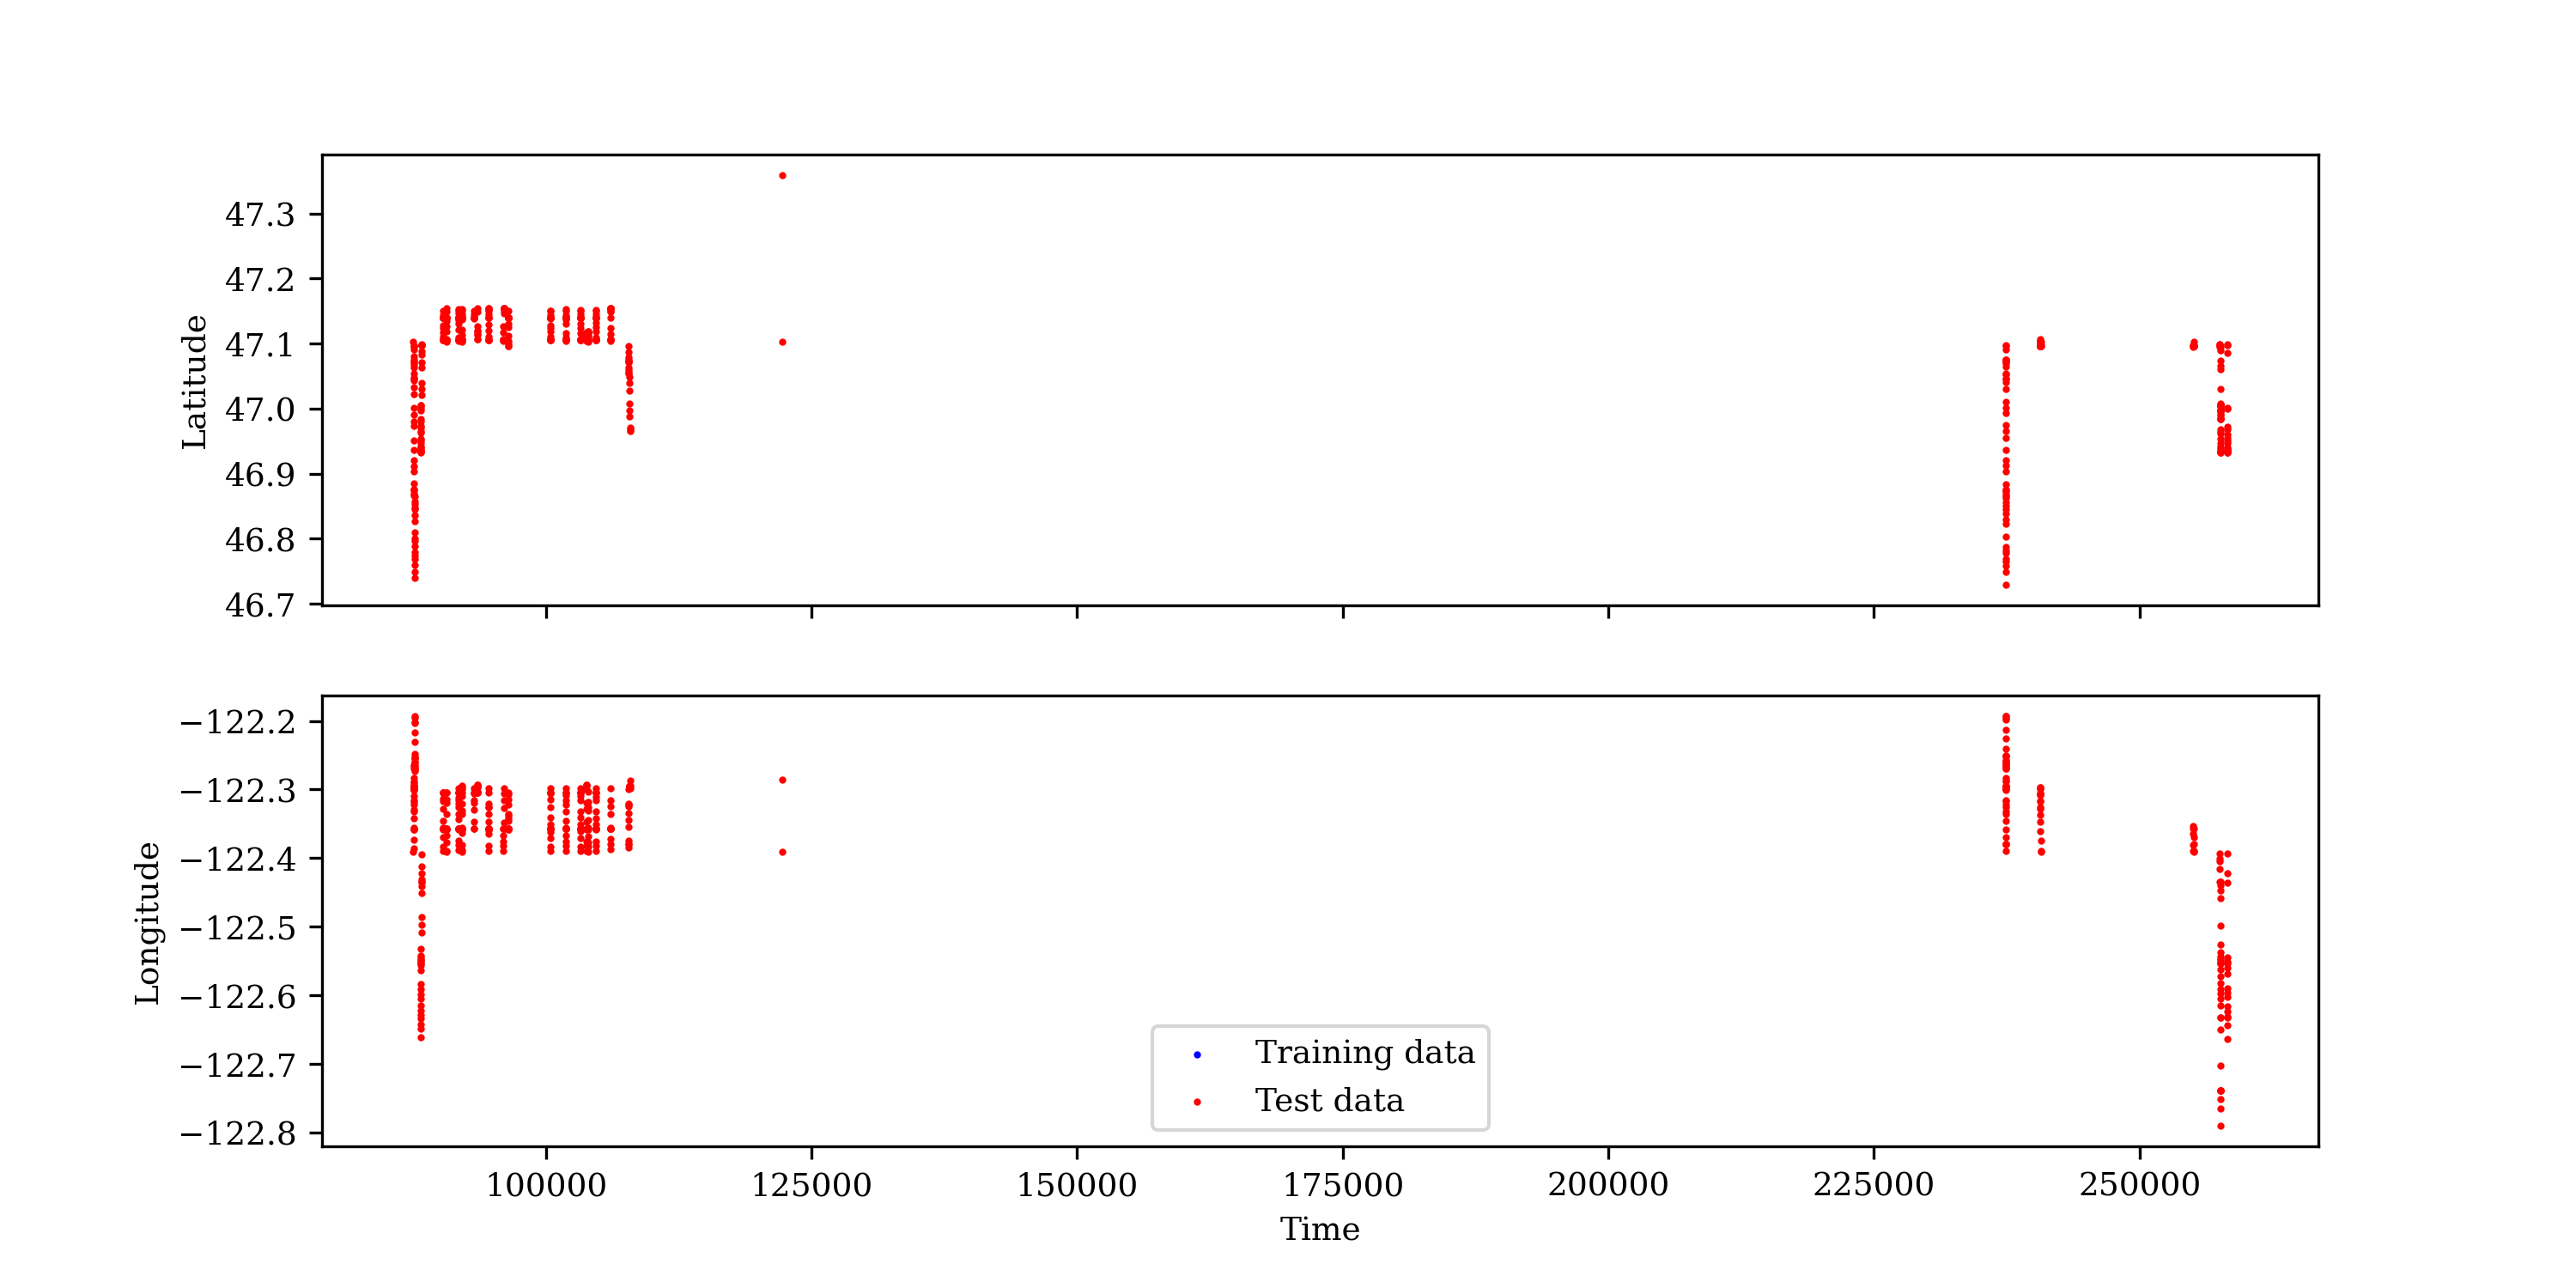 47.3
47.2
47.1
47.0
46.9
46.8
46.7
Latitude
−122.2
−122.3
−122.4
−122.5
−122.6
−122.7
−122.8
Longitude
Training data
Test data
100000 125000 150000 175000 200000 225000 250000
Time